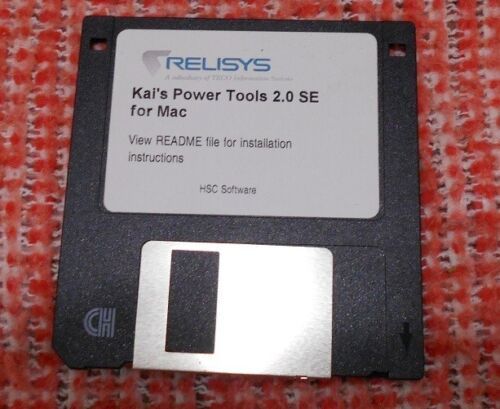 RELISYS
A subsidiary of TECO Information Systems
Kai's Power Tools 2.0 SE
for Mac
View README file for installation
instructions
HSC Software